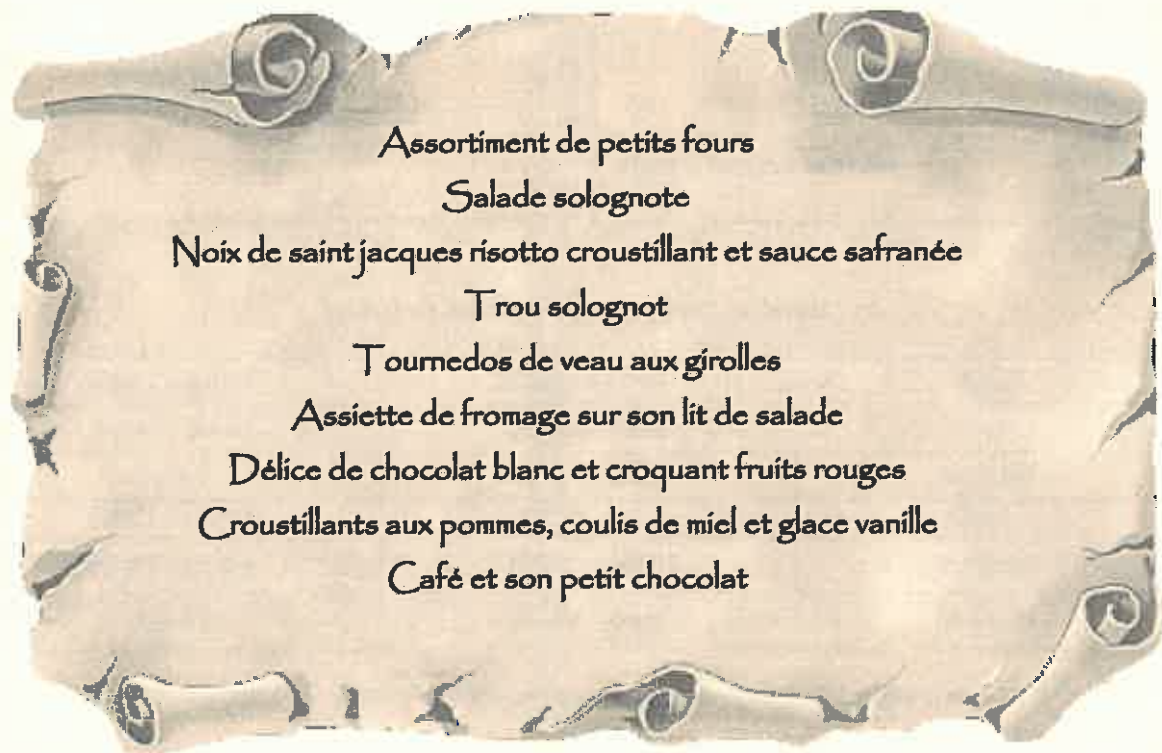 Assortiment de petits fours
Salade solognote
Noix de saint jacques risotto croustillant et sauce safranée
Trou solognot
Tournedos de veau aux girolles
Assiette de fromage sur son lit de salade
Délice de chocolat blanc et croquant fruits rouges
Croustillants aux pommes, coulis de miel et glace vanille
Café et son petit chocolat